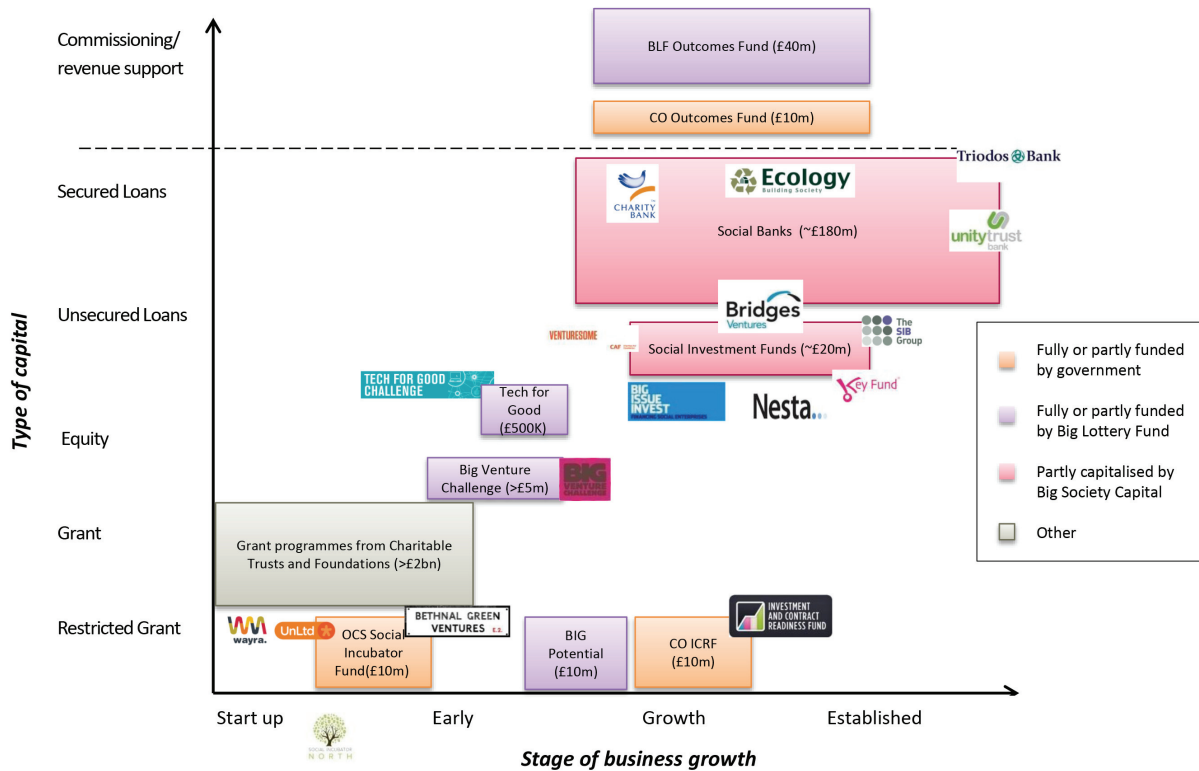 Commissioning/
revenue support
BLF Outcomes Fund (£40m)
CO Outcomes Fund (£10m)
Secured Loans
Triodos Bank
CHARITY
BANK
Ecology
Building Society
Social Banks (~£180m)
unitytrust
bank
Unsecured Loans
Bridges
Ventures
VENTURESOME
CAF
Social Investment Funds (~£20m)
The
SIB
Group
TECH FOR GOOD
CHALLENGE
Tech for
Good
(£500K)
BIG
ISSUE
INVEST
FINANCING SOCIAL ENTERPRISES
Nesta...
Key Fund
Type of capital
Equity
Big Venture
Challenge (>£5m)
BIG
VENTURE
CHALLENGE
Grant
Grant programmes from Charitable
Trusts and Foundations (>£2bn)
Restricted Grant
wayra.
UnLtd
OCS Social
Incubator
Fund(£10m)
BETHNAL GREEN
VENTURES E.2.
BIG
Potential
(£10m)
CO ICRF
(£10m)
INVESTMENT
AND CONTRACT
READINESS FUND
Fully or partly funded
by government
Fully or partly funded
by Big Lottery Fund
Partly capitalised by
Big Society Capital
Other
Start up
Early
Growth
Established
SOCIAL INCUBATOR
NORTH
Stage of business growth